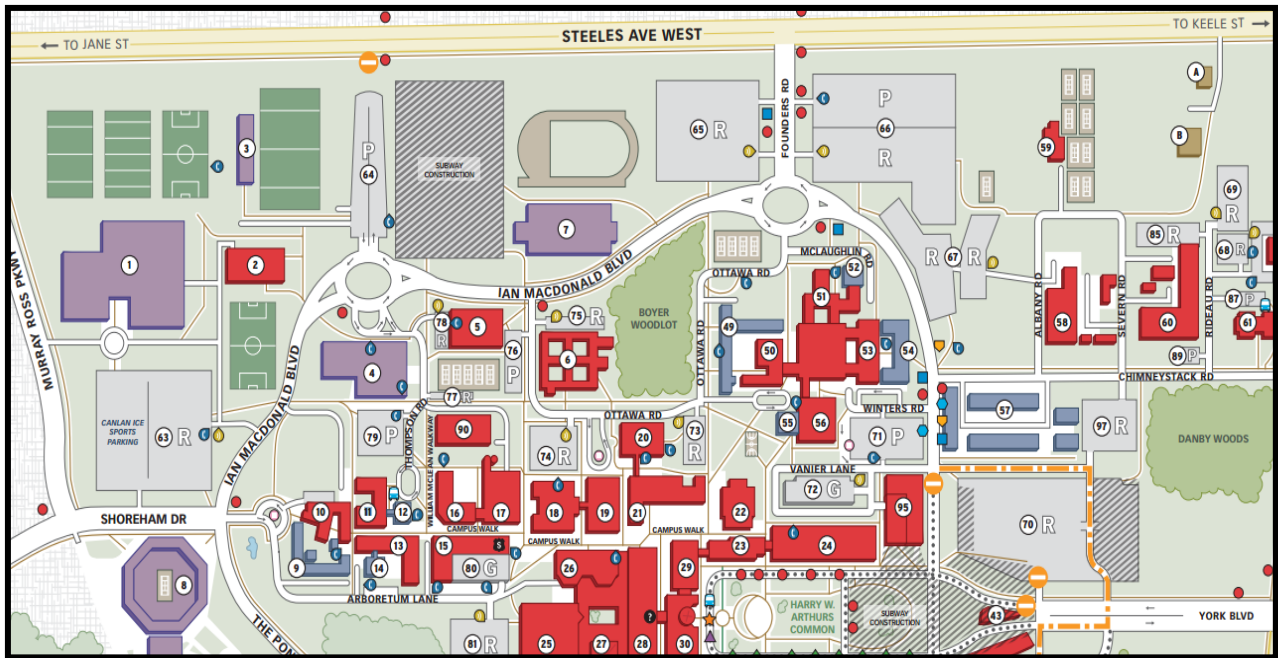 ← TO JANE ST
STEELES AVE WEST
TO KEELE ST →
FOUNDERS RD
A
B
P
64
SUBWAY
CONSTRUCTION
65 R
P
66
R
3
59
69
R
7
1
2
IAN MACDONALD BLVD
MCLAUGHLIN RD
OTTAWA RD
52
R 67 R
85 R
68 R
MURRAY ROSS PKWY
BOYER
WOODLOT
51
ALBANY RD
58
SEVERN RD
60
RIDEAU RD
87 P
61
78
R
5
75 R
49
OTTAWA RD
50
53
54
89 P
4
76
P
6
CHIMNEYSTACK RD
IAN MACDONALD BLVD
77 R
CANLAN ICE
SPORTS
PARKING
63 R
79 P
THOMPSON RD
WILLIAM MCLEAN WALKWAY
90
OTTAWA RD
74 R
20
73
R
55
56
WINTERS RD
71 P
57
97 R
DANBY WOODS
VANIER LANE
72 G
SHOREHAM DR
10
11
12
16
17
18
19
21
22
95
70 R
CAMPUS WALK
CAMPUS WALK
CAMPUS WALK
9
13
14
15
$
80 G
23
24
8
ARBORETUM LANE
26
29
HARRY W.
ARTHURS
COMMON
SUBWAY
CONSTRUCTION
43
YORK BLVD
THE PON
81 R
25
27
28
?
30